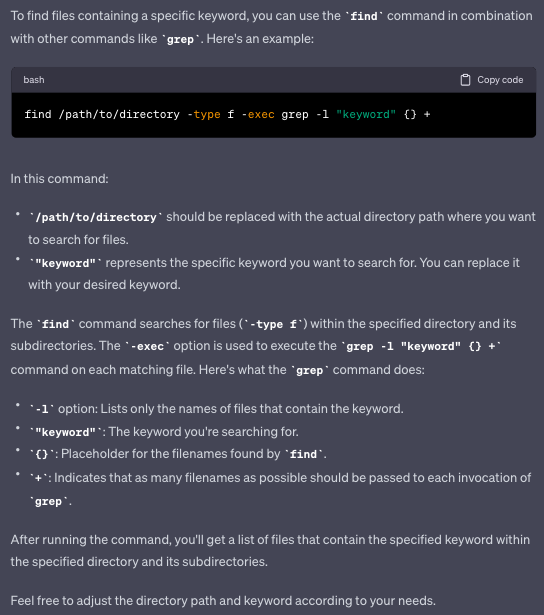 To find files containing a specific keyword, you can use the `find` command in combination
with other commands like `grep`. Here's an example:
bash
Copy code
find /path/to/directory -type f -exec grep -l "keyword" {} +
In this command:
• `/path/to/directory` should be replaced with the actual directory path where you want
to search for files.
• `"keyword"` represents the specific keyword you want to search for. You can replace it
with your desired keyword.
The `find` command searches for files (`-type f`) within the specified directory and its
subdirectories. The `-exec` option is used to execute the `grep -l "keyword" {} +`
command on each matching file. Here's what the `grep` command does:
• `-l` option: Lists only the names of files that contain the keyword.
• `"keyword"`: The keyword you're searching for.
• `{}`: Placeholder for the filenames found by `find`.
• `+`: Indicates that as many filenames as possible should be passed to each invocation of
`grep`.
After running the command, you'll get a list of files that contain the specified keyword within
the specified directory and its subdirectories.
Feel free to adjust the directory path and keyword according to your needs.